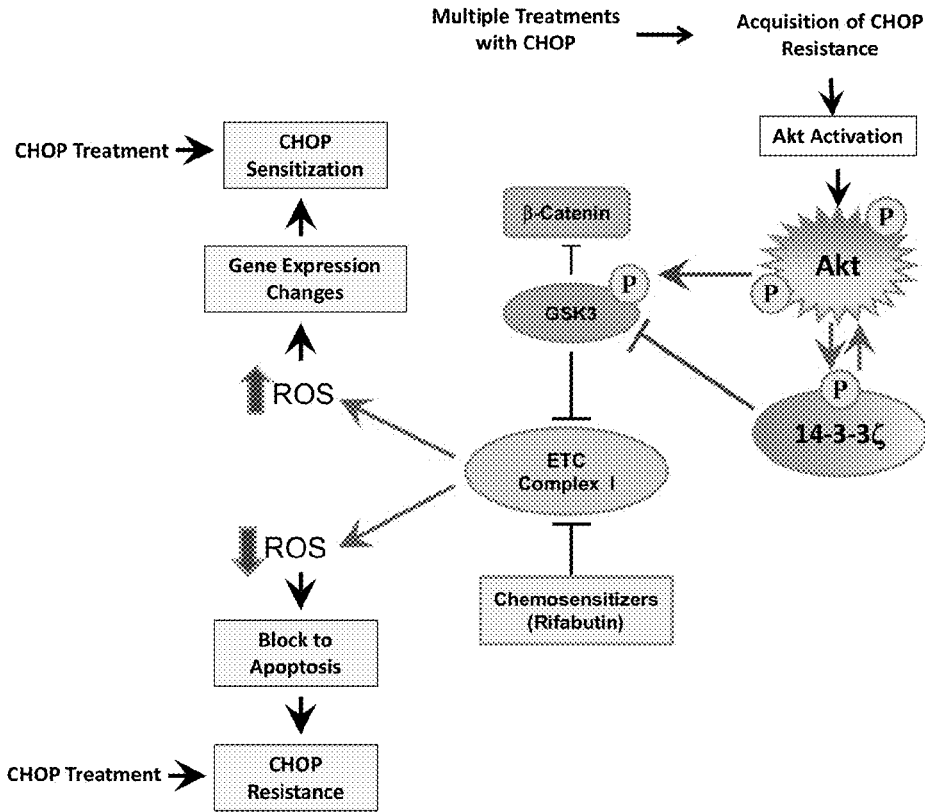 Multiple Treatments
with CHOP
Acquisition of CHOP
Resistance
Akt Activation
CHOP Treatment
CHOP
Sensitization
β-Catenin
P
Akt
P
Gene Expression
Changes
P
GSK3
ROS
P
14-3-3ζ
ETC
Complex I
ROS
Chemosensitizers
(Rifabutin)
Block to
Apoptosis
CHOP Treatment
CHOP
Resistance